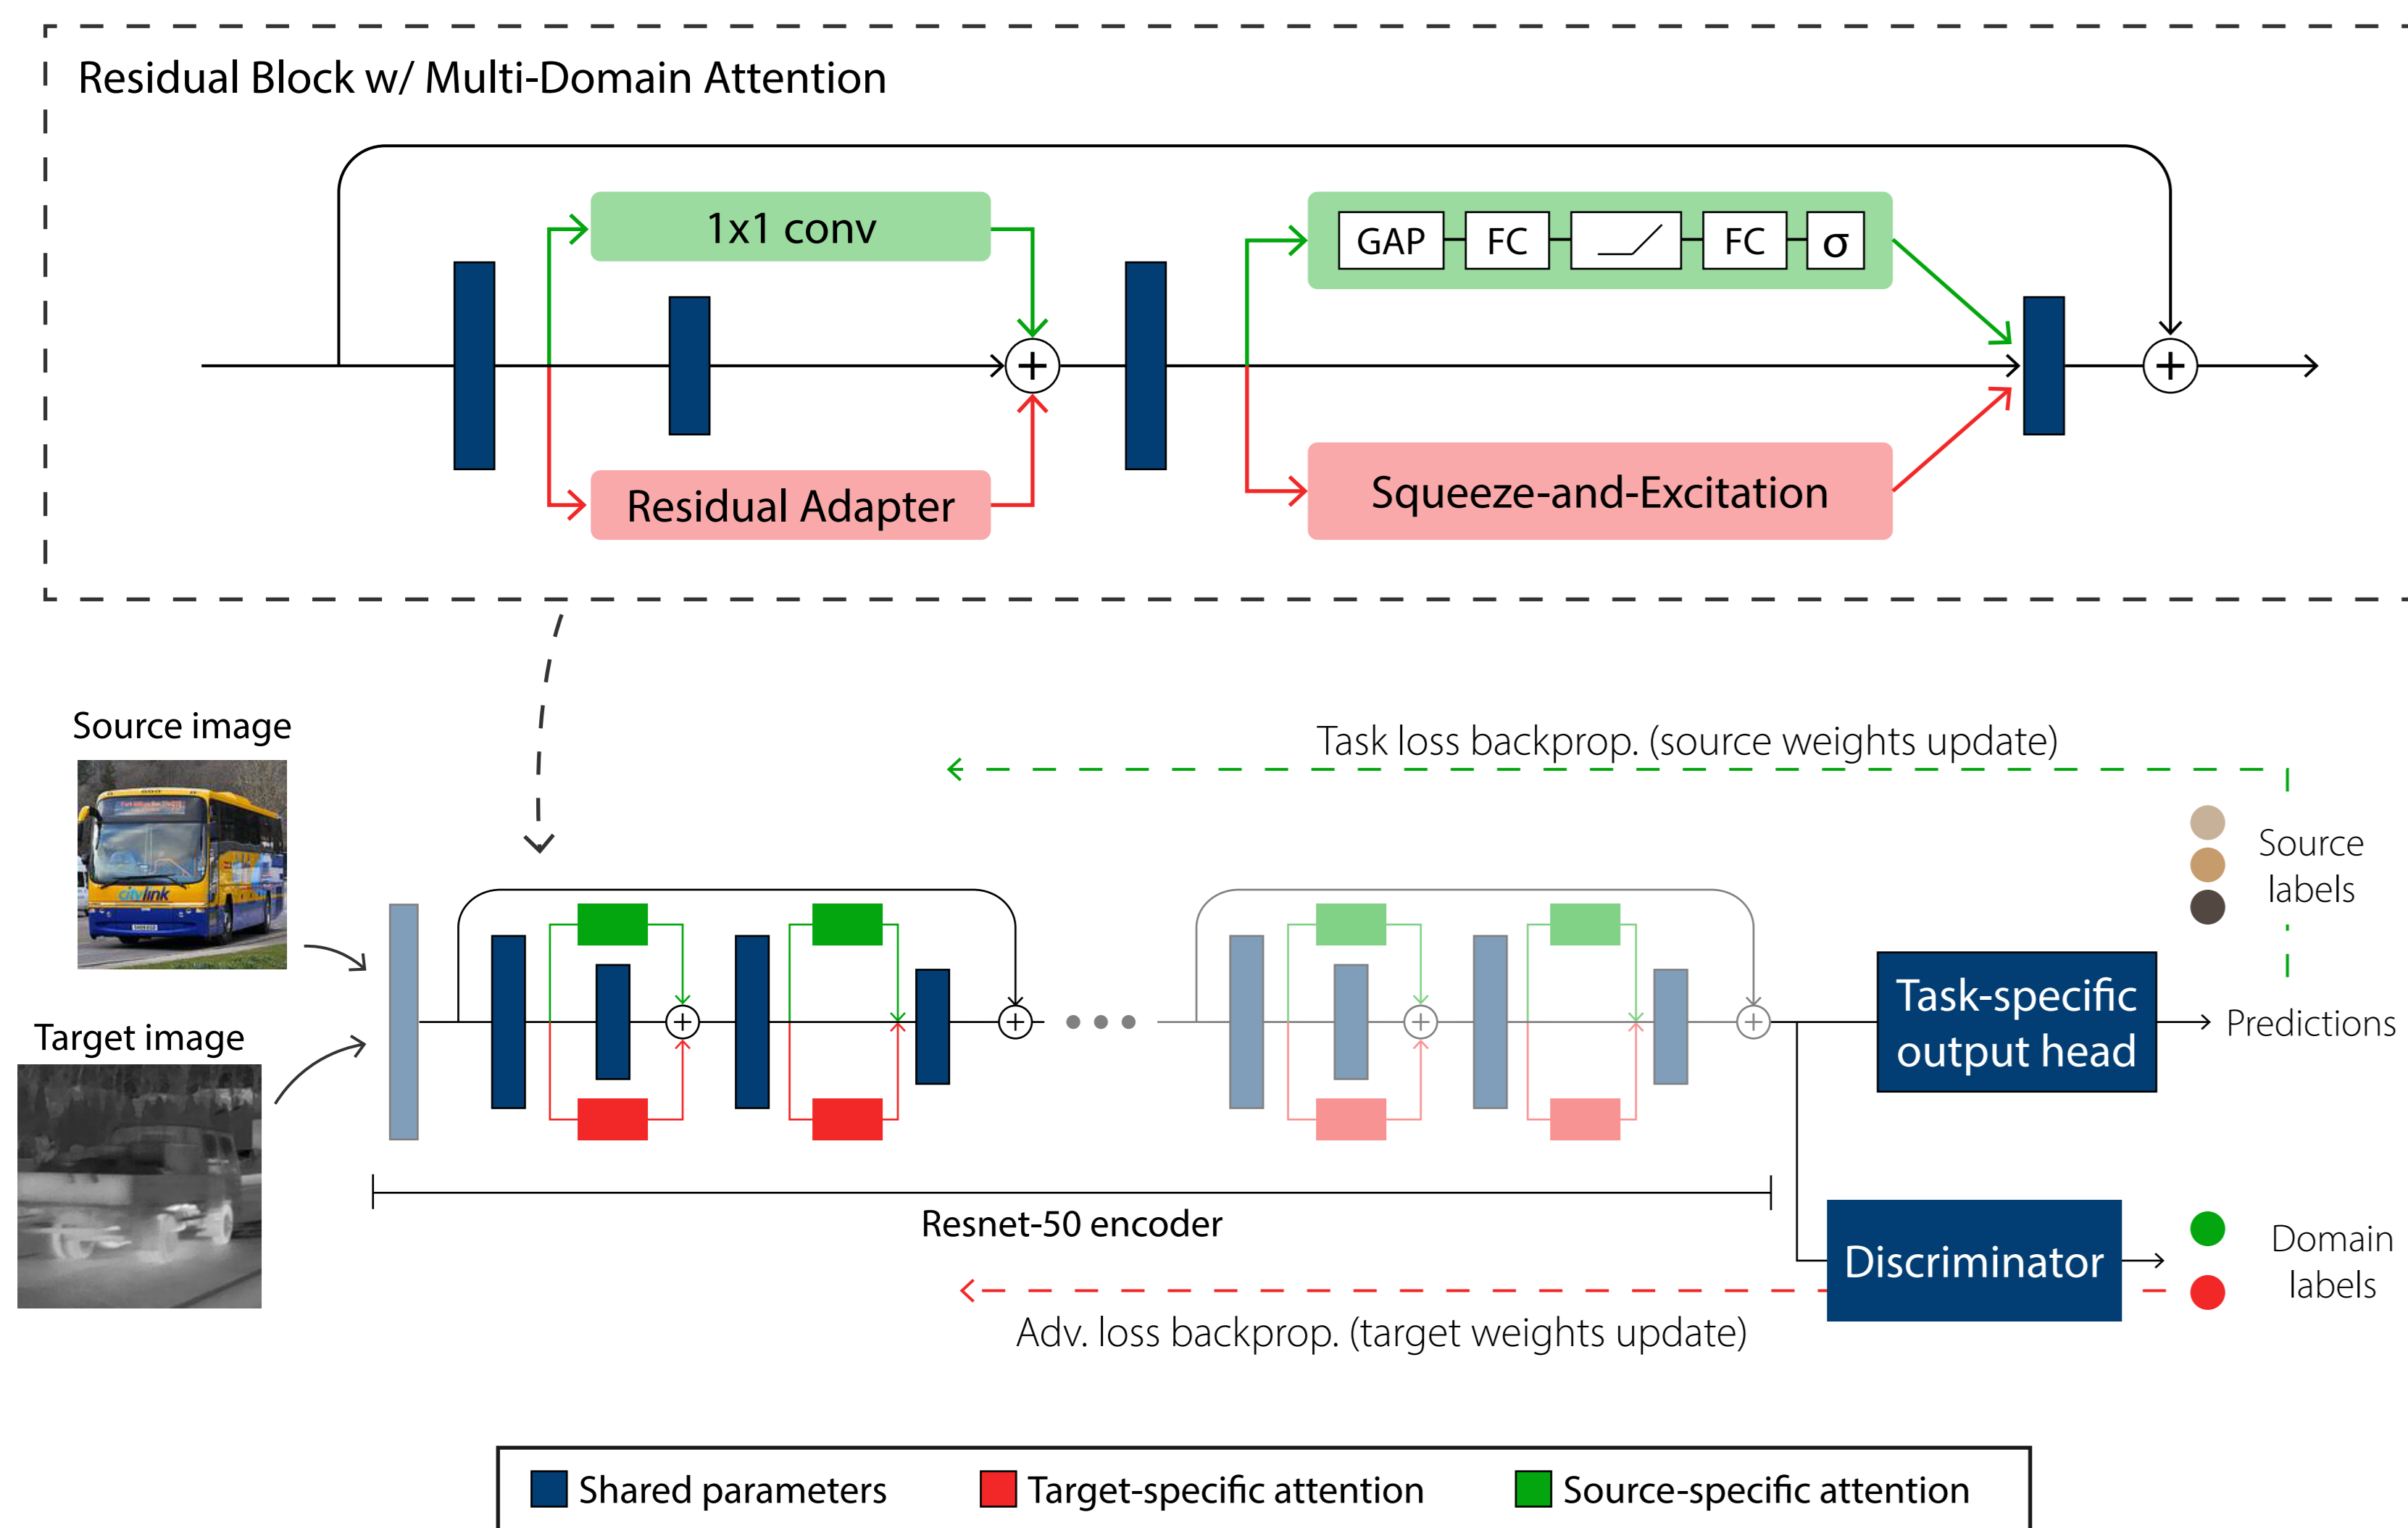 Residual Block w/ Multi-Domain Attention
1x1 conv
GAP
FC
FC
σ
Residual Adapter
Squeeze-and-Excitation
Source image
Task loss backprop. (source weights update)
citylink
Source
labels
Target image
Task-specific
output head
Predictions
Resnet-50 encoder
Discriminator
Domain
labels
Adv. loss backprop. (target weights update)
Shared parameters
Target-specific attention
Source-specific attention